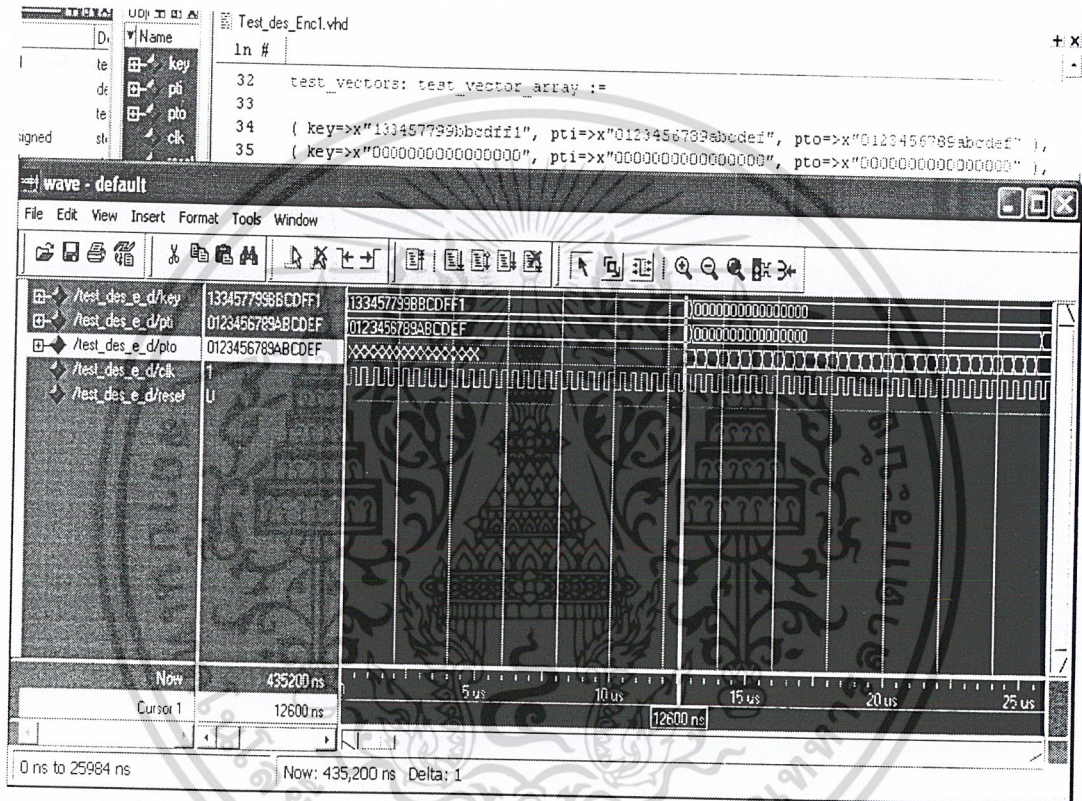 Test_des_Enc1.vhd
Name
ln #
key
pti
pto
clk
igned
32 test_vectors: test_vector_array :=
33
34 ( key=>x"133457799bbcdff1", pti=>x"0123456789abcdef", pto=>x"0123456789abcdef" ),
35 ( key=>x"0000000000000000", pti=>x"0000000000000000", pto=>x"0000000000000000" ),
wave - default
File Edit View Insert Format Tools Window
/test_des_e_d/key 133457799BBCDFF1 133457799BBCDFF1 0000000000000000
/test_des_e_d/pti 0123456789ABCDEF 0123456789ABCDEF 0000000000000000
/test_des_e_d/pto 0123456789ABCDEF
/test_des_e_d/clk 1
/test_des_e_d/reset U
Now 435200 ns 5 us 10 us 15 us 20 us 25 us
Cursor 1 12600 ns 12600 ns
0 ns to 25984 ns Now: 435,200 ns Delta: 1